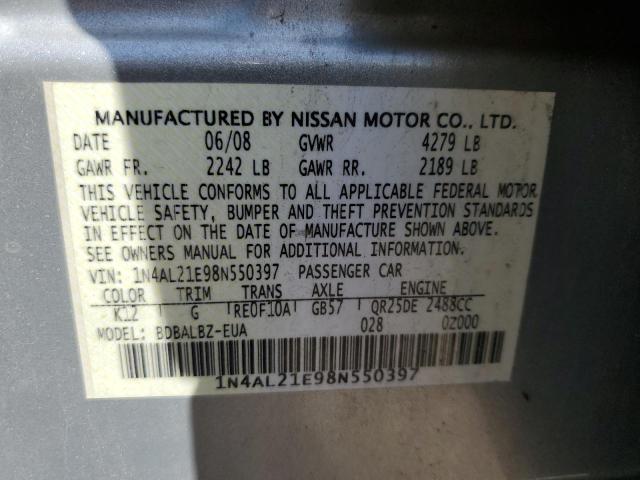 MANUFACTURED BY NISSAN MOTOR CO., LTD.
DATE 06/08 GVWR 4279 LB
GAWR FR. 2242 LB GAWR RR. 2189 LB
THIS VEHICLE CONFORMS TO ALL APPLICABLE FEDERAL MOTOR
VEHICLE SAFETY, BUMPER AND THEFT PREVENTION STANDARDS
IN EFFECT ON THE DATE OF MANUFACTURE SHOWN ABOVE.
SEE OWNERS MANUAL FOR ADDITIONAL INFORMATION.
VIN: 1N4AL21E98N550397 PASSENGER CAR
COLOR TRIM TRANS AXLE ENGINE
K12 G RE0F10A GB57 QR25DE 2488CC
MODEL: BDBALBZ-EUA 028 0Z000
1N4AL21E98N550397